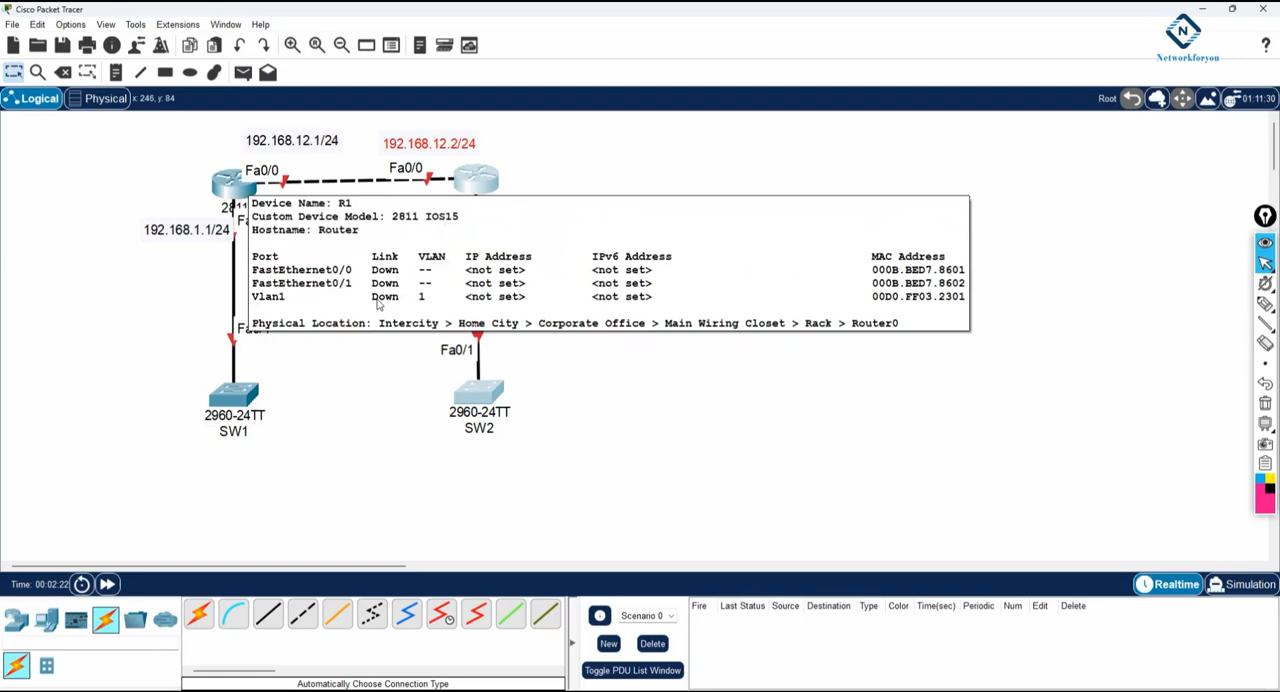 Cisco Packet Tracer
File Edit Options View Tools Extensions Window Help
N
Networkforyou
?
Logical Physical x: 246, y: 84 Root 01:11:30
192.168.12.1/24 192.168.12.2/24
Fa0/0 Fa0/0
2811
192.168.1.1/24
Device Name: R1
Custom Device Model: 2811 IOS15
Hostname: Router
Port Link VLAN IP Address IPv6 Address MAC Address
FastEthernet0/0 Down -- <not set> <not set> 000B.BED7.8601
FastEthernet0/1 Down -- <not set> <not set> 000B.BED7.8602
Vlan1 Down 1 <not set> <not set> 00D0.FF03.2301
Physical Location: Intercity > Home City > Corporate Office > Main Wiring Closet > Rack > Router0
Fa0/1
2960-24TT
SW1
2960-24TT
SW2
Time: 00:02:22 Realtime Simulation
Scenario 0
New Delete
Toggle PDU List Window
Fire Last Status Source Destination Type Color Time(sec) Periodic Num Edit Delete
Automatically Choose Connection Type